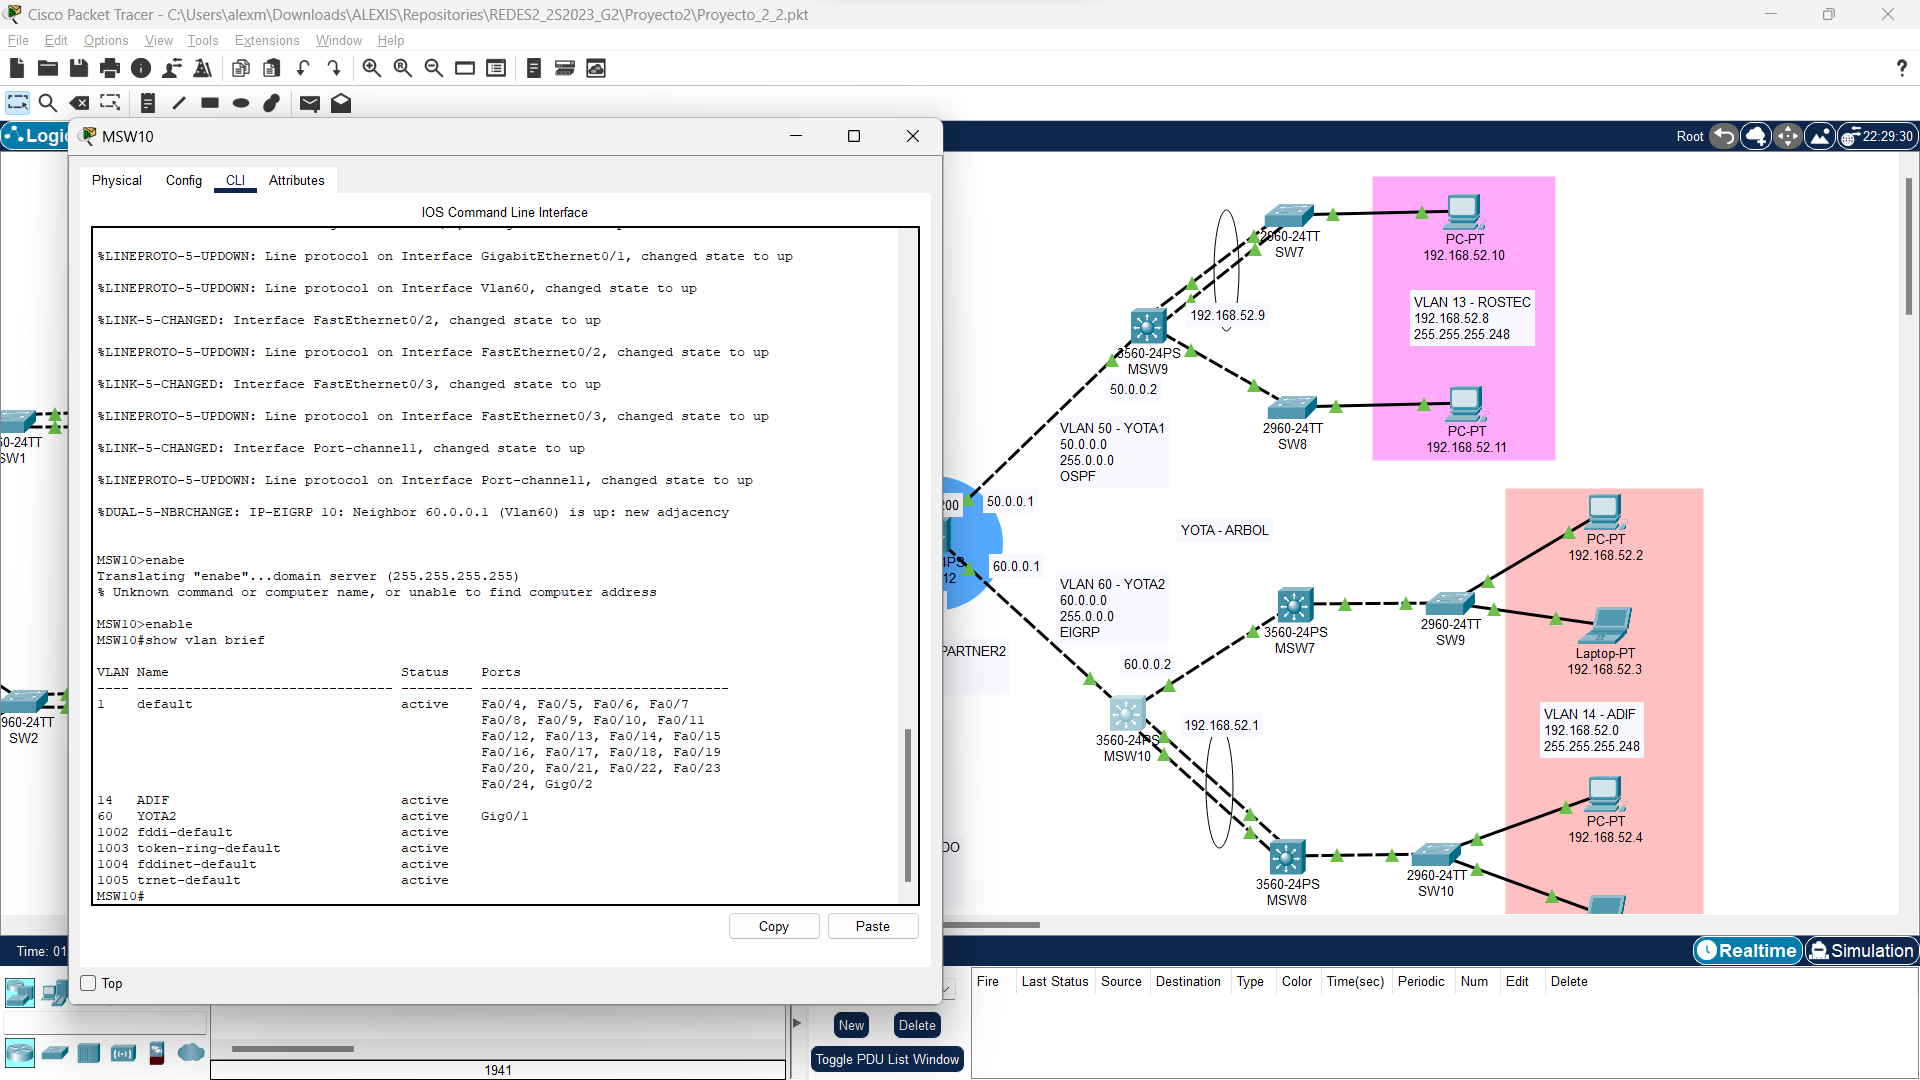 Cisco Packet Tracer - C:\Users\alexm\Downloads\ALEXIS\Repositories\REDES2_2S2023_G2\Proyecto2\Proyecto_2_2.pkt
File Edit Options View Tools Extensions Window Help
Logic
Root
22:29:30
MSW10
Physical Config CLI Attributes
IOS Command Line Interface
%LINEPROTO-5-UPDOWN: Line protocol on Interface GigabitEthernet0/1, changed state to up
%LINEPROTO-5-UPDOWN: Line protocol on Interface Vlan60, changed state to up
%LINK-5-CHANGED: Interface FastEthernet0/2, changed state to up
%LINEPROTO-5-UPDOWN: Line protocol on Interface FastEthernet0/2, changed state to up
%LINK-5-CHANGED: Interface FastEthernet0/3, changed state to up
%LINEPROTO-5-UPDOWN: Line protocol on Interface FastEthernet0/3, changed state to up
%LINK-5-CHANGED: Interface Port-channel1, changed state to up
%LINEPROTO-5-UPDOWN: Line protocol on Interface Port-channel1, changed state to up
%DUAL-5-NBRCHANGE: IP-EIGRP 10: Neighbor 60.0.0.1 (Vlan60) is up: new adjacency
MSW10>enabe
Translating "enabe"...domain server (255.255.255.255)
% Unknown command or computer name, or unable to find computer address
MSW10>enable
MSW10#show vlan brief
VLAN Name Status Ports
---- -------------------------------- --------- -------------------------------
1 default active Fa0/4, Fa0/5, Fa0/6, Fa0/7
Fa0/8, Fa0/9, Fa0/10, Fa0/11
Fa0/12, Fa0/13, Fa0/14, Fa0/15
Fa0/16, Fa0/17, Fa0/18, Fa0/19
Fa0/20, Fa0/21, Fa0/22, Fa0/23
Fa0/24, Gig0/2
14 ADIF active
60 YOTA2 active Gig0/1
1002 fddi-default active
1003 token-ring-default active
1004 fddinet-default active
1005 trnet-default active
MSW10#
Copy Paste
Top
60-24TT
SW1
960-24TT
SW2
2960-24TT
SW7
PC-PT
192.168.52.10
VLAN 13 - ROSTEC
192.168.52.8
255.255.255.248
192.168.52.9
3560-24PS
MSW9
50.0.0.2
2960-24TT
SW8
PC-PT
192.168.52.11
VLAN 50 - YOTA1
50.0.0.0
255.0.0.0
OSPF
200
50.0.0.1
YOTA - ARBOL
4PS
12
60.0.0.1
VLAN 60 - YOTA2
60.0.0.0
255.0.0.0
EIGRP
PARTNER2
60.0.0.2
3560-24PS
MSW7
2960-24TT
SW9
PC-PT
192.168.52.2
Laptop-PT
192.168.52.3
3560-24PS
MSW10
192.168.52.1
VLAN 14 - ADIF
192.168.52.0
255.255.255.248
DO
3560-24PS
MSW8
2960-24TT
SW10
PC-PT
192.168.52.4
Time: 01
Realtime Simulation
Fire Last Status Source Destination Type Color Time(sec) Periodic Num Edit Delete
New Delete
Toggle PDU List Window
1941